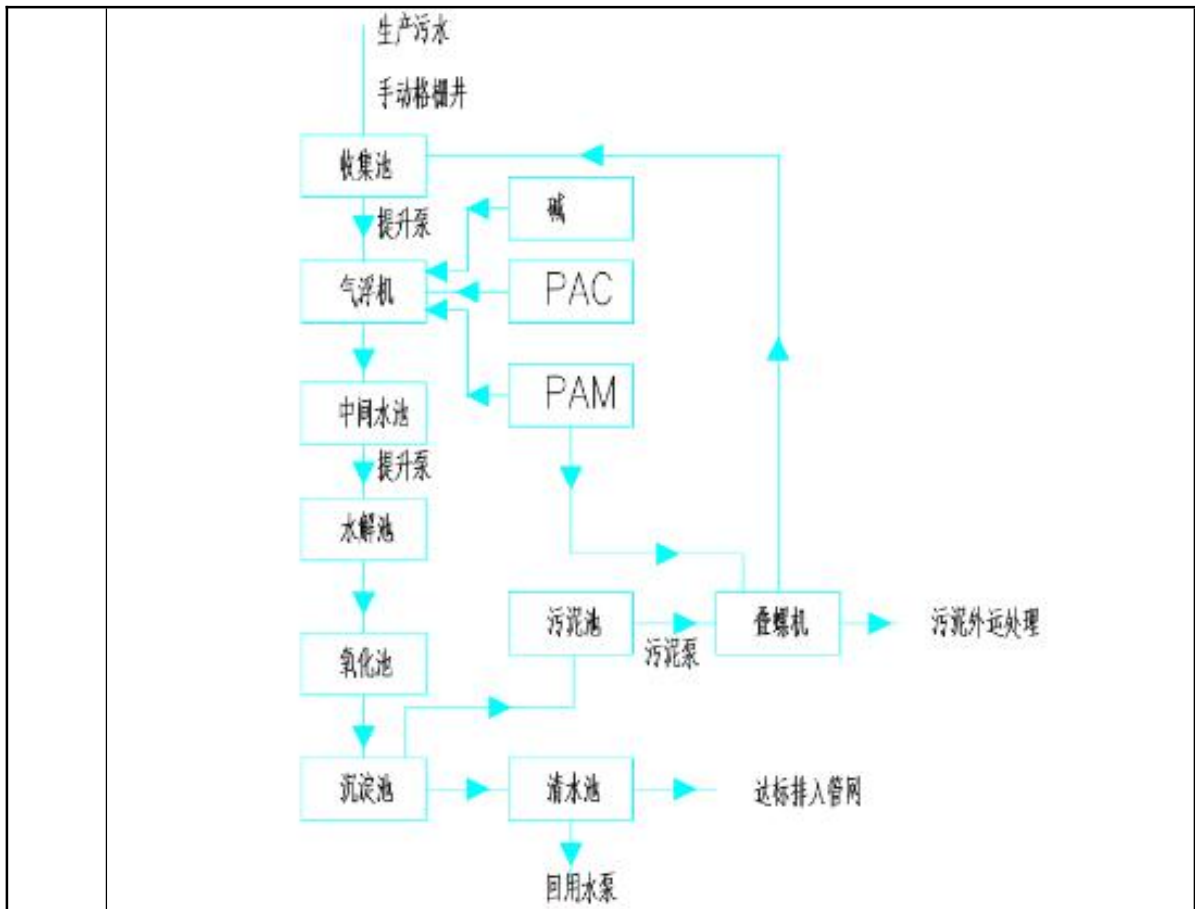 生产污水
手动格栅井
收集池
提升泵
碱
气浮机
PAC
PAM
中间水池
提升泵
水解池
污泥池
叠螺机
污泥外运处理
污泥泵
氧化池
沉淀池
清水池
达标排入管网
回用水泵